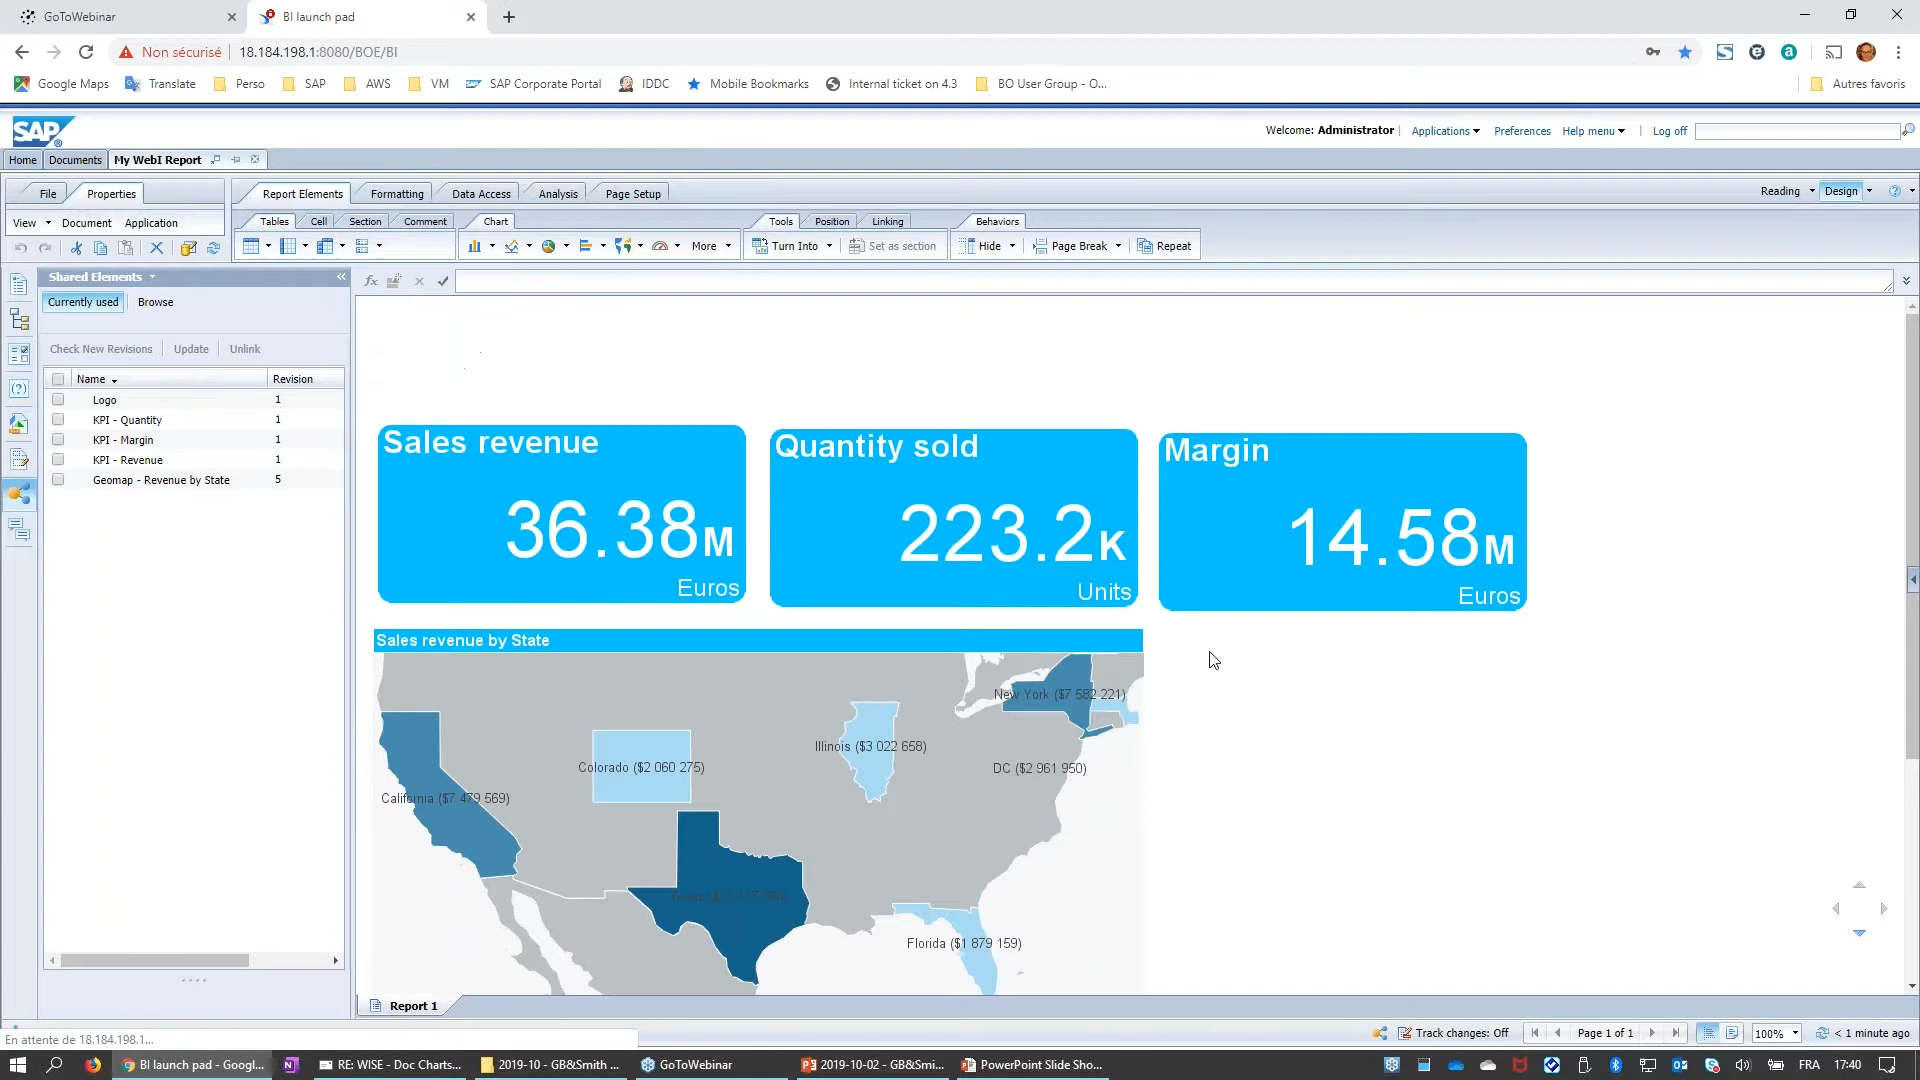 GoToWebinar
BI launch pad
Non sécurisé 18.184.198.1:8080/BOE/BI
Google Maps Translate Perso SAP AWS VM SAP Corporate Portal IDDC Mobile Bookmarks Internal ticket on 4.3 BO User Group - O... Autres favoris
SAP
Welcome: Administrator Applications Preferences Help menu Log off
Home Documents My WebI Report
File Properties Report Elements Formatting Data Access Analysis Page Setup Reading Design
View Document Application Tables Cell Section Comment Chart Tools Position Linking Behaviors
More Turn Into Set as section Hide Page Break Repeat
Shared Elements
Currently used Browse
Check New Revisions Update Unlink
Name Revision
Logo 1
KPI - Quantity 1
KPI - Margin 1
KPI - Revenue 1
Geomap - Revenue by State 5
Sales revenue
36.38M
Euros
Quantity sold
223.2K
Units
Margin
14.58M
Euros
Sales revenue by State
New York ($7 582 221)
Illinois ($3 022 658)
Colorado ($2 060 275)
DC ($2 961 950)
California ($7 479 569)
Florida ($1 879 159)
Report 1
En attente de 18.184.198.1...
Track changes: Off Page 1 of 1 100% < 1 minute ago
BI launch pad - Googl... RE: WISE - Doc Charts... 2019-10 - GB&Smith ... GoToWebinar 2019-10-02 - GB&Smi... PowerPoint Slide Sho... FRA 17:40